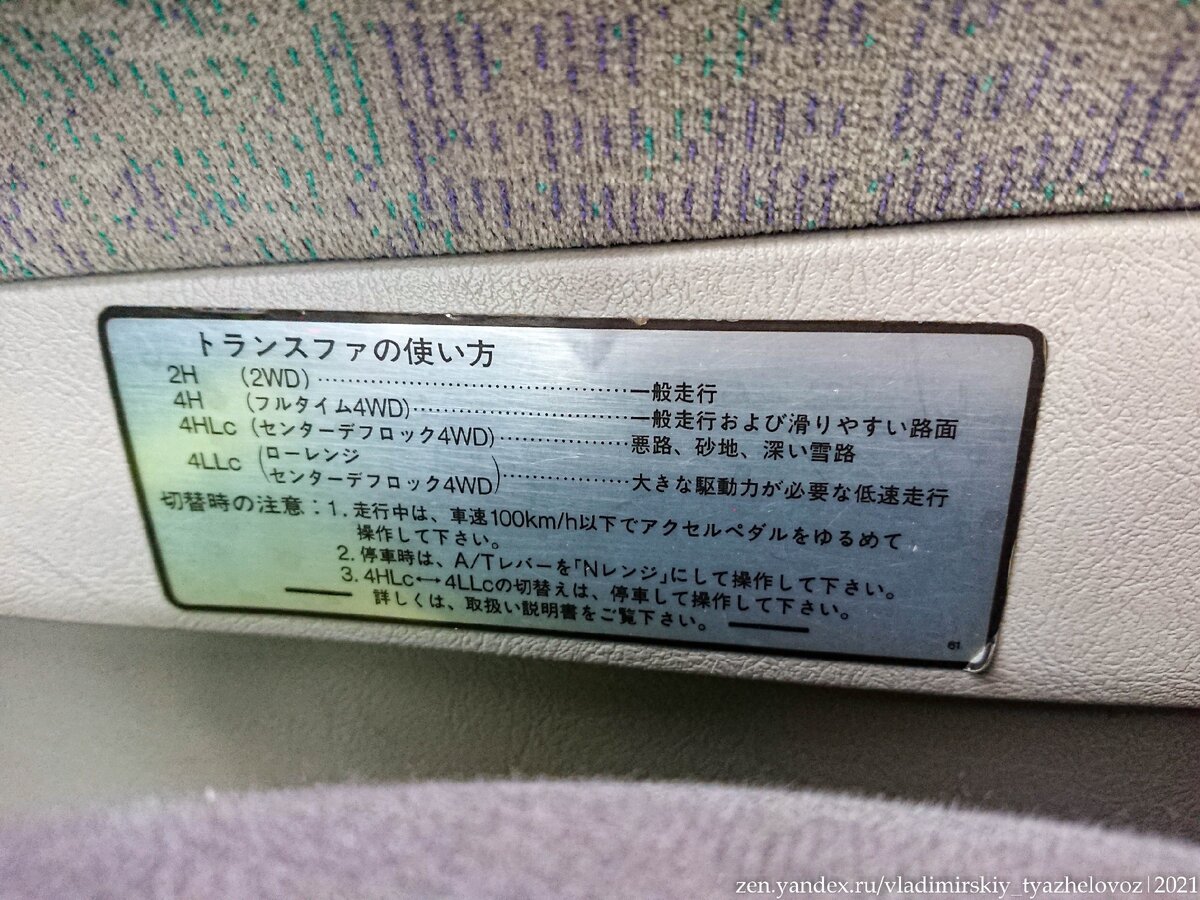 トランスファの使い方
2H (2WD)……………………………一般走行
4H (フルタイム4WD)……………………一般走行および滑りやすい路面
4HLc (センターデフロック4WD)……………悪路、砂地、深い雪路
4LLc (ローレンジ
センターデフロック4WD)……………大きな駆動力が必要な低速走行
切替時の注意：1. 走行中は、車速100km/h以下でアクセルペダルをゆるめて
操作して下さい。
2. 停車時は、A/Tレバーを「Nレンジ」にして操作して下さい。
3. 4HLc↔4LLcの切替えは、停車して操作して下さい。
詳しくは、取扱い説明書をご覧下さい。
61
zen.yandex.ru/vladimirskiy_tyazhelovoz|2021